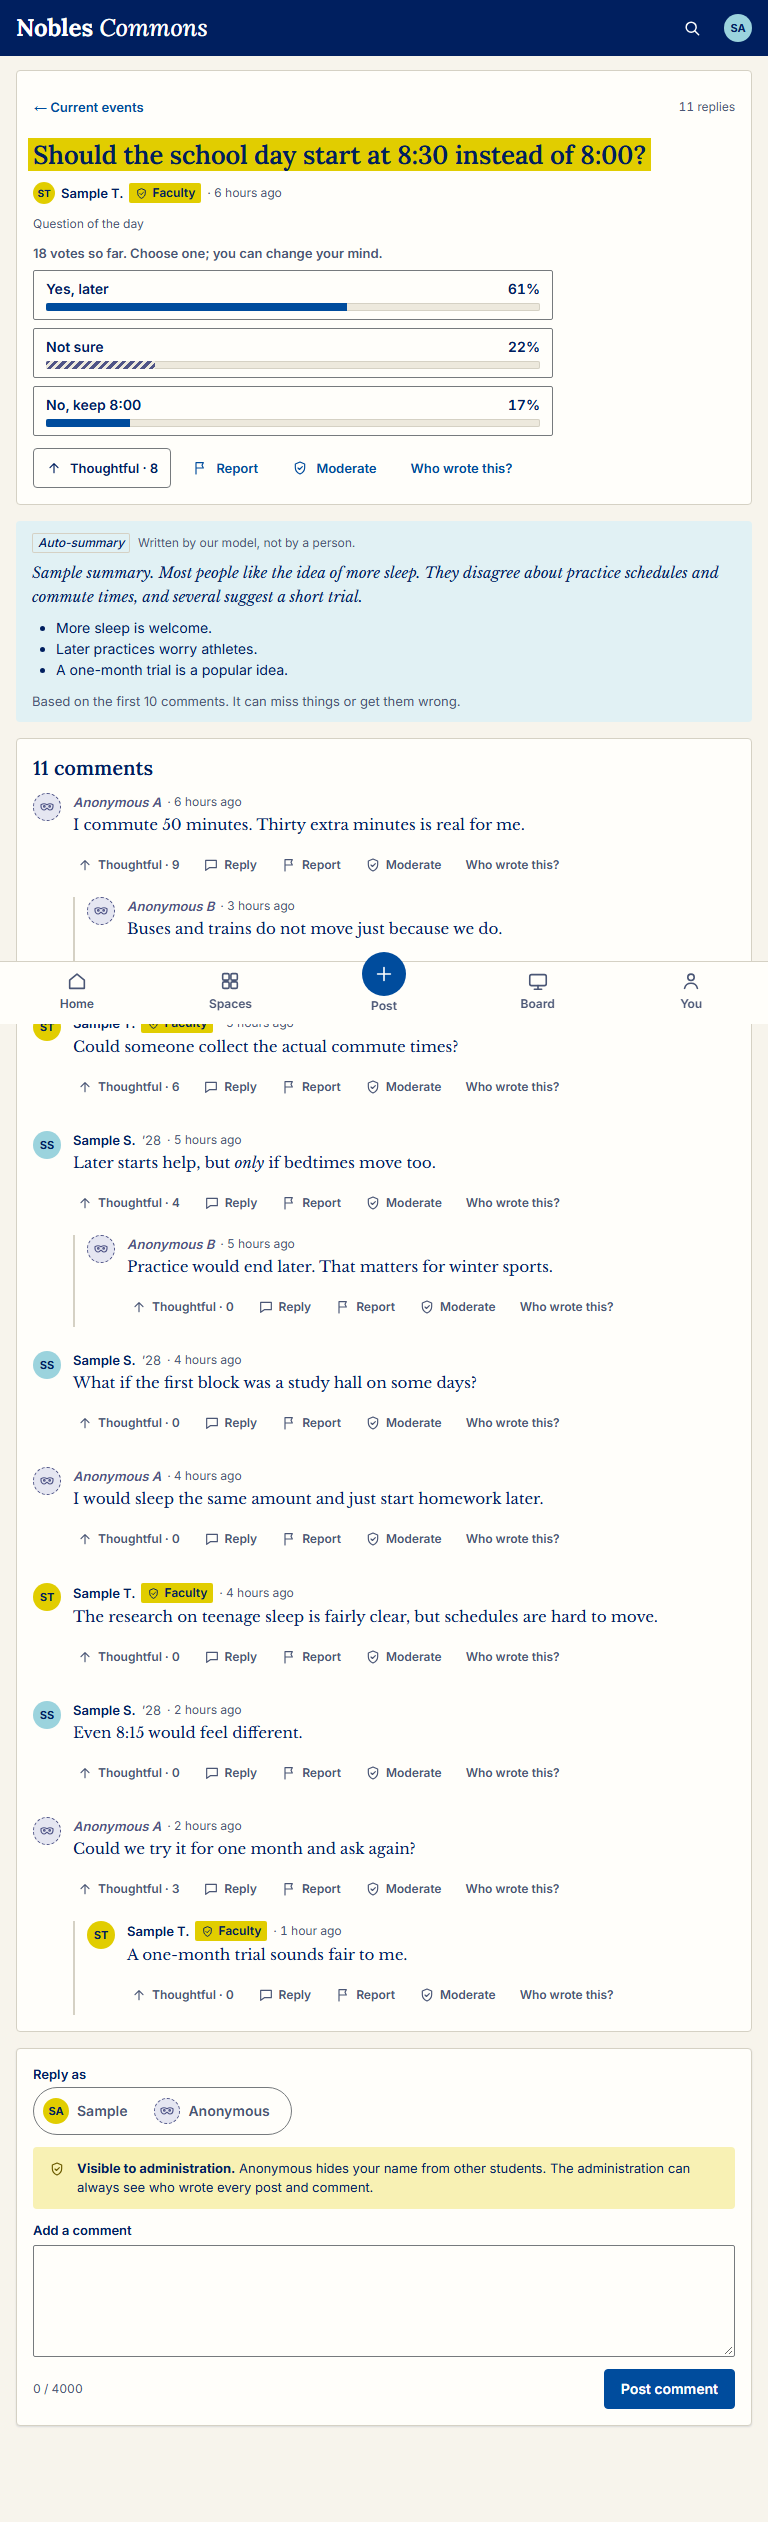 Nobles Commons
SA
← Current events
11 replies
Should the school day start at 8:30 instead of 8:00?
ST Sample T. Faculty · 6 hours ago
Question of the day
18 votes so far. Choose one; you can change your mind.
Yes, later 61%
Not sure 22%
No, keep 8:00 17%
Thoughtful · 8 Report Moderate Who wrote this?
Auto-summary Written by our model, not by a person.
Sample summary. Most people like the idea of more sleep. They disagree about practice schedules and
commute times, and several suggest a short trial.
• More sleep is welcome.
• Later practices worry athletes.
• A one-month trial is a popular idea.
Based on the first 10 comments. It can miss things or get them wrong.
11 comments
Anonymous A · 6 hours ago
I commute 50 minutes. Thirty extra minutes is real for me.
Thoughtful · 9 Reply Report Moderate Who wrote this?
Anonymous B · 3 hours ago
Buses and trains do not move just because we do.
Home Spaces Post Board You
ST Sample T. Faculty hours ago
Could someone collect the actual commute times?
Thoughtful · 6 Reply Report Moderate Who wrote this?
SS Sample S. '28 · 5 hours ago
Later starts help, but only if bedtimes move too.
Thoughtful · 4 Reply Report Moderate Who wrote this?
Anonymous B · 5 hours ago
Practice would end later. That matters for winter sports.
Thoughtful · 0 Reply Report Moderate Who wrote this?
SS Sample S. '28 · 4 hours ago
What if the first block was a study hall on some days?
Thoughtful · 0 Reply Report Moderate Who wrote this?
Anonymous A · 4 hours ago
I would sleep the same amount and just start homework later.
Thoughtful · 0 Reply Report Moderate Who wrote this?
ST Sample T. Faculty · 4 hours ago
The research on teenage sleep is fairly clear, but schedules are hard to move.
Thoughtful · 0 Reply Report Moderate Who wrote this?
SS Sample S. '28 · 2 hours ago
Even 8:15 would feel different.
Thoughtful · 0 Reply Report Moderate Who wrote this?
Anonymous A · 2 hours ago
Could we try it for one month and ask again?
Thoughtful · 3 Reply Report Moderate Who wrote this?
ST Sample T. Faculty · 1 hour ago
A one-month trial sounds fair to me.
Thoughtful · 0 Reply Report Moderate Who wrote this?
Reply as
SA Sample Anonymous
Visible to administration. Anonymous hides your name from other students. The administration can
always see who wrote every post and comment.
Add a comment
0 / 4000
Post comment